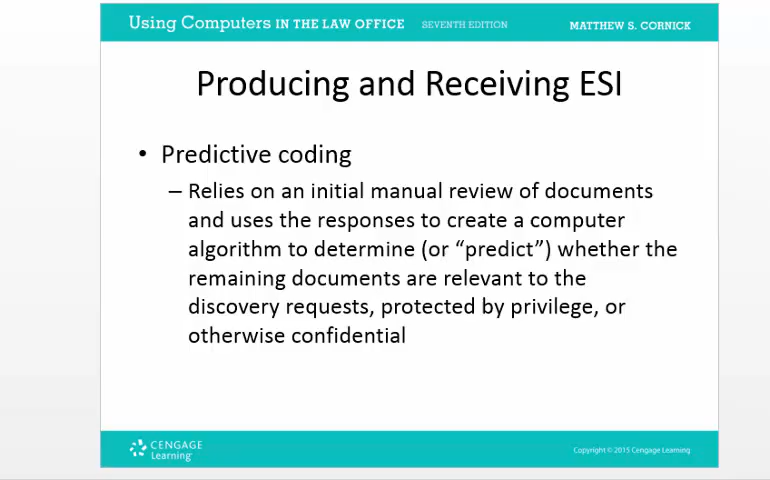 Using Computers IN THE LAW OFFICE SEVENTH EDITION MATTHEW S. CORNICK
Producing and Receiving ESI
• Predictive coding
– Relies on an initial manual review of documents
and uses the responses to create a computer
algorithm to determine (or “predict”) whether the
remaining documents are relevant to the
discovery requests, protected by privilege, or
otherwise confidential
CENGAGE
Learning
Copyright © 2015 Cengage Learning